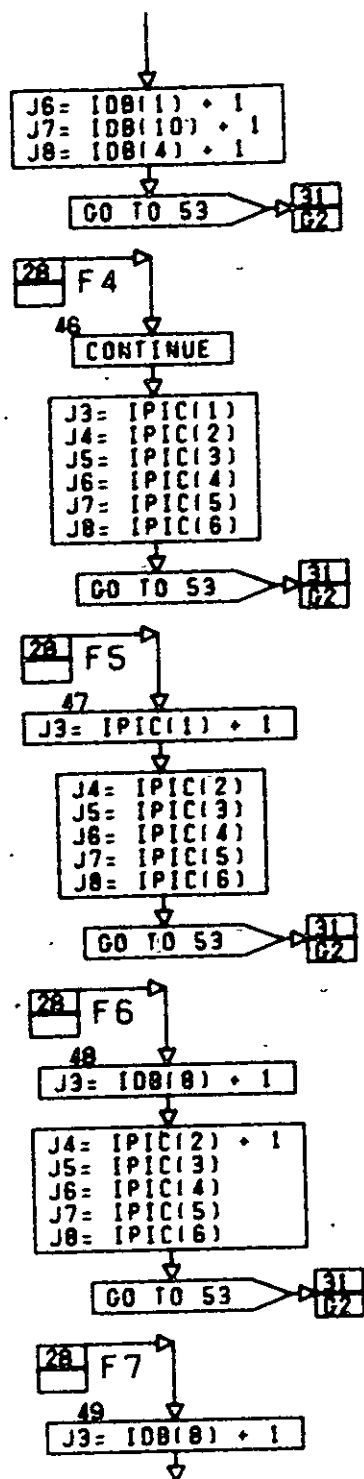 J6= IDB(1) + 1
J7= IDB(10) + 1
J8= IDB(4) + 1
GO TO 53
31
G2
28
F4
46
CONTINUE
J3= IPIC(1)
J4= IPIC(2)
J5= IPIC(3)
J6= IPIC(4)
J7= IPIC(5)
J8= IPIC(6)
GO TO 53
31
G2
28
F5
47
J3= IPIC(1) + 1
J4= IPIC(2)
J5= IPIC(3)
J6= IPIC(4)
J7= IPIC(5)
J8= IPIC(6)
GO TO 53
31
G2
28
F6
48
J3= IDB(8) + 1
J4= IPIC(2) + 1
J5= IPIC(3)
J6= IPIC(4)
J7= IPIC(5)
J8= IPIC(6)
GO TO 53
31
G2
28
F7
49
J3= IDB(8) + 1